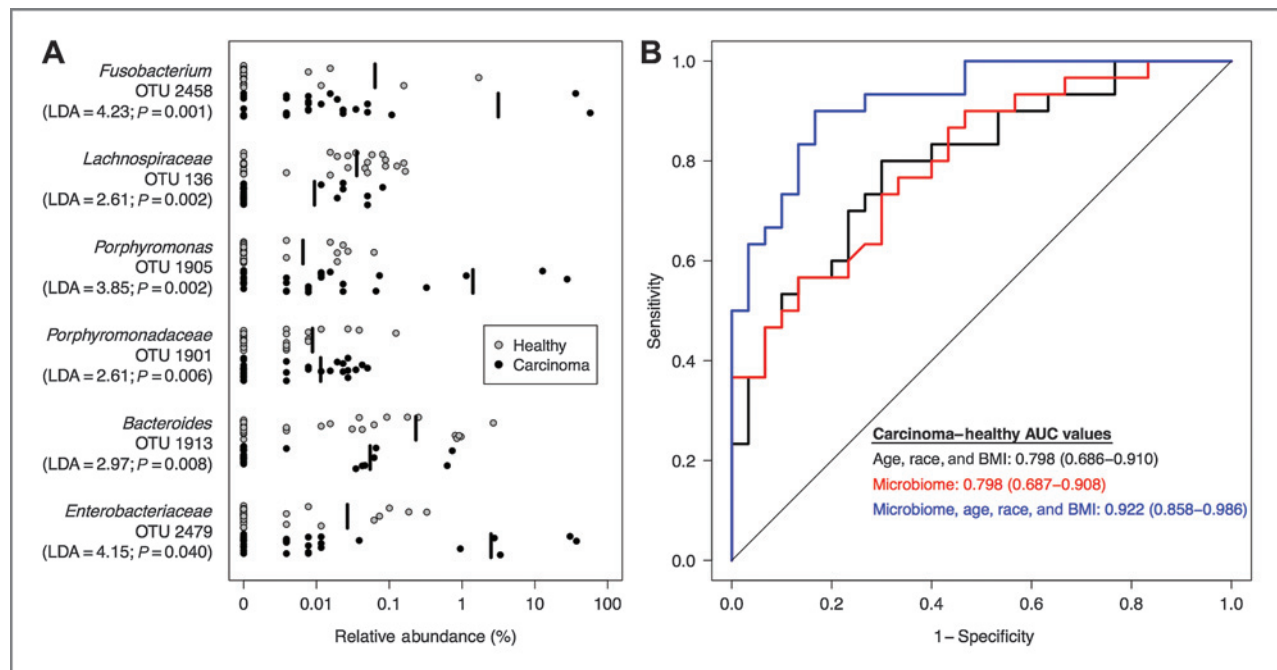 A
Fusobacterium
OTU 2458
(LDA = 4.23; P = 0.001)
Lachnospiraceae
OTU 136
(LDA = 2.61; P = 0.002)
Porphyromonas
OTU 1905
(LDA = 3.85; P = 0.002)
Porphyromonadaceae
OTU 1901
(LDA = 2.61; P = 0.006)
Bacteroides
OTU 1913
(LDA = 2.97; P = 0.008)
Enterobacteriaceae
OTU 2479
(LDA = 4.15; P = 0.040)
Healthy
Carcinoma
0 0.01 0.1 1 10 100
Relative abundance (%)
B
1.0
0.8
0.6
0.4
0.2
0.0
Sensitivity
Carcinoma–healthy AUC values
Age, race, and BMI: 0.798 (0.686–0.910)
Microbiome: 0.798 (0.687–0.908)
Microbiome, age, race, and BMI: 0.922 (0.858–0.986)
0.0 0.2 0.4 0.6 0.8 1.0
1 – Specificity